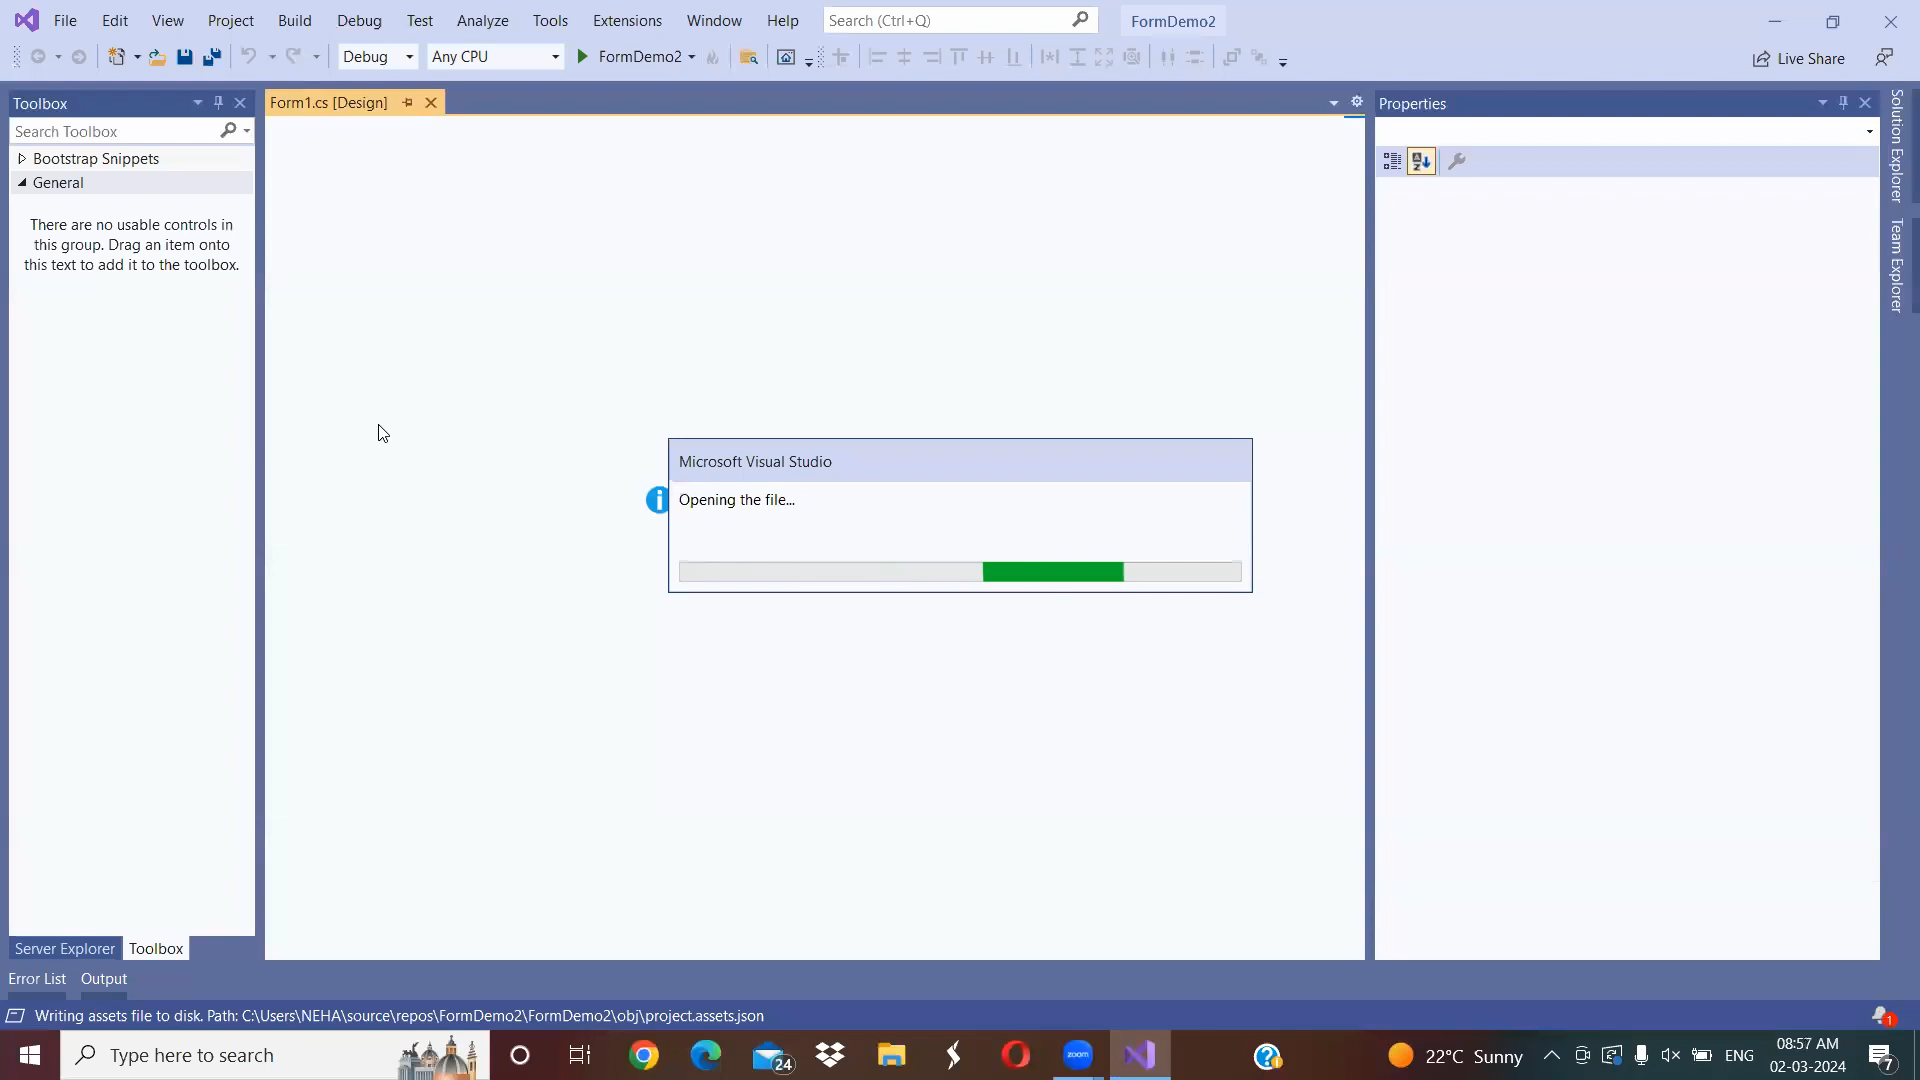 File Edit View Project Build Debug Test Analyze Tools Extensions Window Help Search (Ctrl+Q) FormDemo2
Debug Any CPU FormDemo2 Live Share
Toolbox
Form1.cs [Design]
Properties
Search Toolbox
Bootstrap Snippets
General
There are no usable controls in
this group. Drag an item onto
this text to add it to the toolbox.
Solution Explorer
Team Explorer
Microsoft Visual Studio
Opening the file...
Server Explorer Toolbox
Error List Output
Writing assets file to disk. Path: C:\Users\NEHA\source\repos\FormDemo2\FormDemo2\obj\project.assets.json
1
Type here to search
24
zoom
22°C Sunny
ENG
08:57 AM
02-03-2024
7